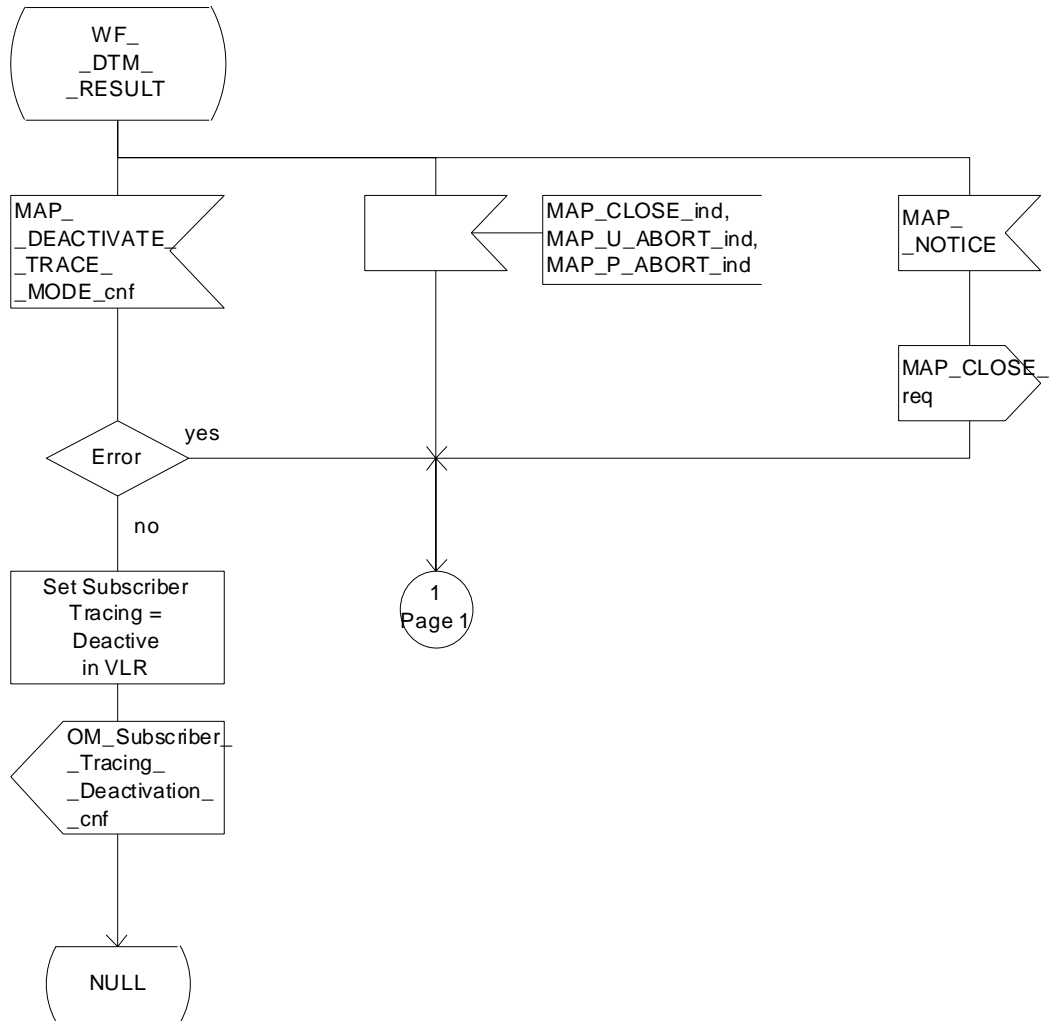 WF_
_DTM_
_RESULT
MAP_
_DEACTIVATE_
_TRACE_
_MODE_cnf
MAP_CLOSE_ind,
MAP_U_ABORT_ind,
MAP_P_ABORT_ind
MAP_
_NOTICE
MAP_CLOSE_
req
Error
yes
no
Set Subscriber
Tracing =
Deactive
in VLR
1
Page 1
OM_Subscriber_
_Tracing_
_Deactivation_
_cnf
NULL